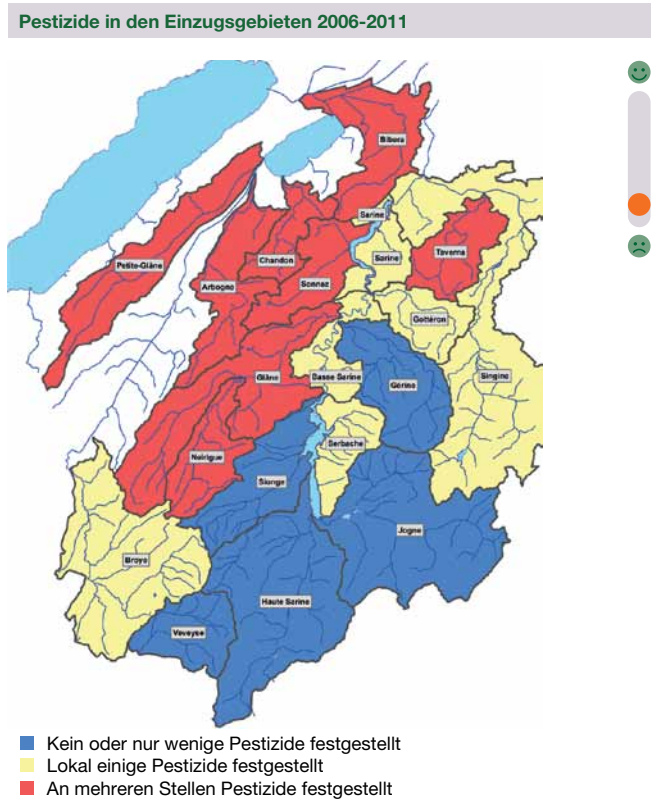 Pestizide in den Einzugsgebieten 2006-2011
Bibera
Sarine
Taverna
Sarine
Chandon
Petite-Glâne
Sonnaz
Arbogne
Gottéron
Glâne
Basse Sarine
Singine
Gérine
Serbache
Neirigue
Sionge
Jogne
Broye
Haute Sarine
Veveyse
Kein oder nur wenige Pestizide festgestellt
Lokal einige Pestizide festgestellt
An mehreren Stellen Pestizide festgestellt